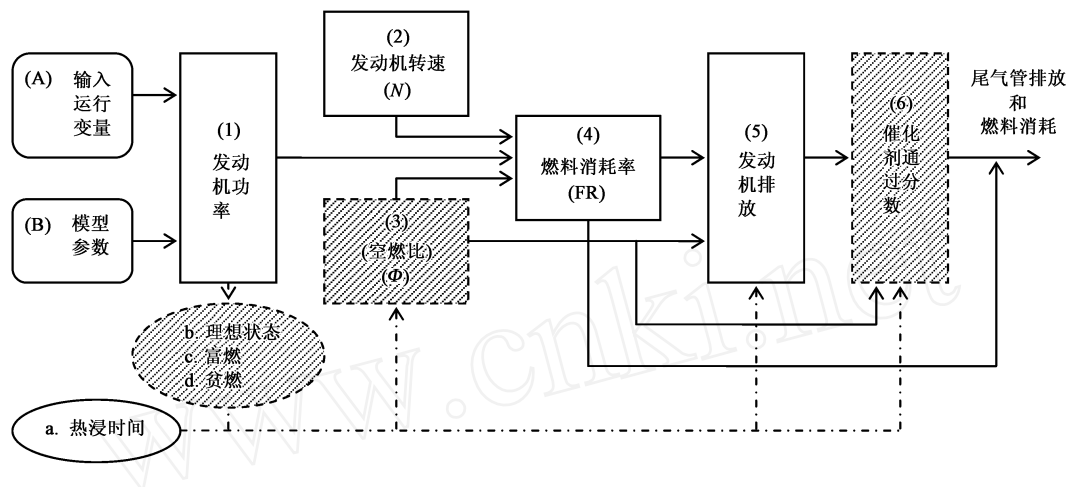 (A) 输入
运行
变量
(B) 模型
参数
(1)
发动
机功
率
(2)
发动机转速
(N)
(3)
(空燃比)
(Φ)
(4)
燃料消耗率
(FR)
(5)
发动
机排
放
(6)
催化
剂通
过分
数
尾气管排放
和
燃料消耗
b. 理想状态
c. 富燃
d. 贫燃
a. 热浸时间
www.cnki.net